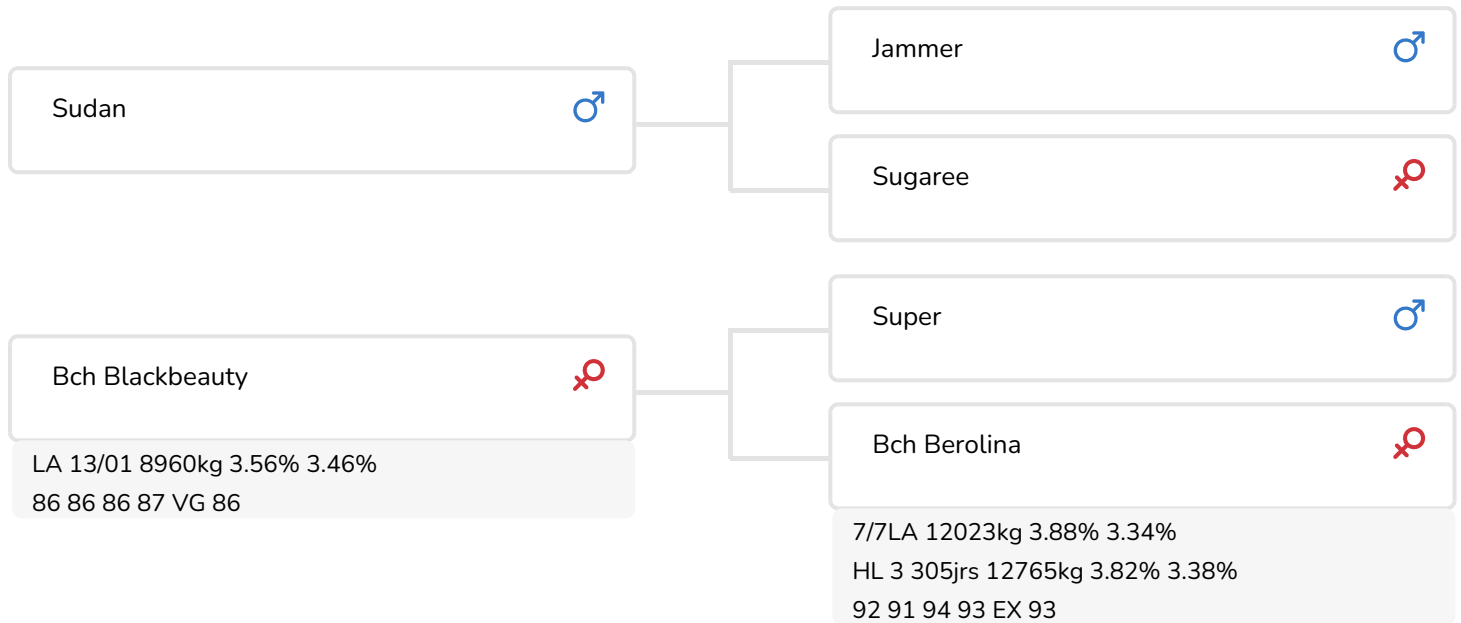 Sudan
Jammer
Sugaree
Bch Blackbeauty
LA 13/01 8960kg 3.56% 3.46%
86 86 86 87 VG 86
Super
Bch Berolina
7/7LA 12023kg 3.88% 3.34%
HL 3 305jrs 12765kg 3.82% 3.38%
92 91 94 93 EX 93